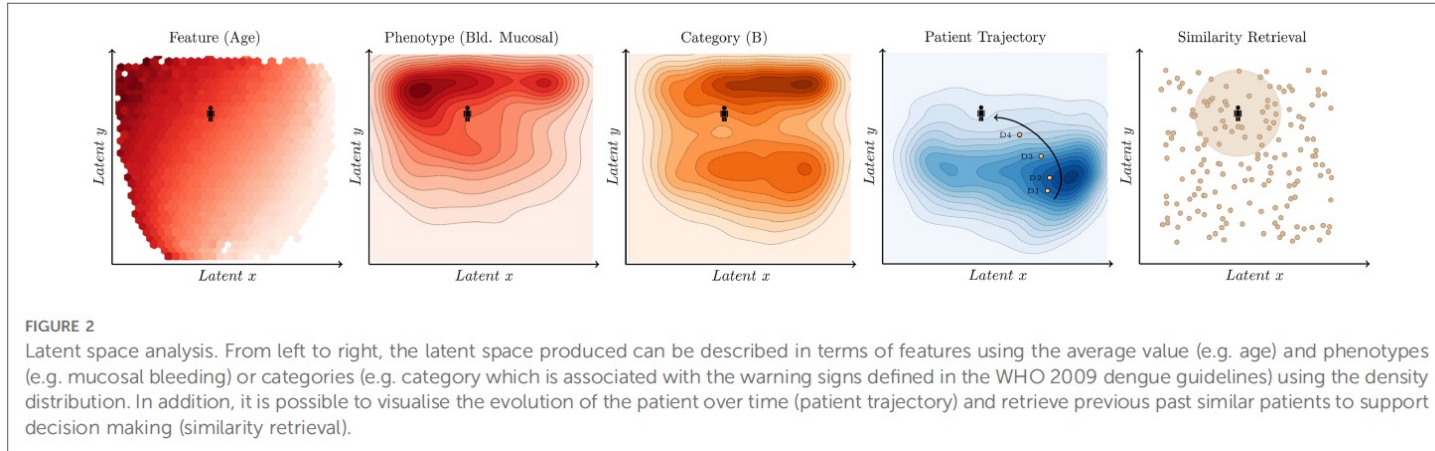 Feature (Age)
Phenotype (Bld. Mucosal)
Category (B)
Patient Trajectory
Similarity Retrieval
Latent y
Latent y
Latent y
Latent y
Latent y
D4
D3
D2
D1
Latent x
Latent x
Latent x
Latent x
Latent x
FIGURE 2
Latent space analysis. From left to right, the latent space produced can be described in terms of features using the average value (e.g. age) and phenotypes
(e.g. mucosal bleeding) or categories (e.g. category which is associated with the warning signs defined in the WHO 2009 dengue guidelines) using the density
distribution. In addition, it is possible to visualise the evolution of the patient over time (patient trajectory) and retrieve previous past similar patients to support
decision making (similarity retrieval).